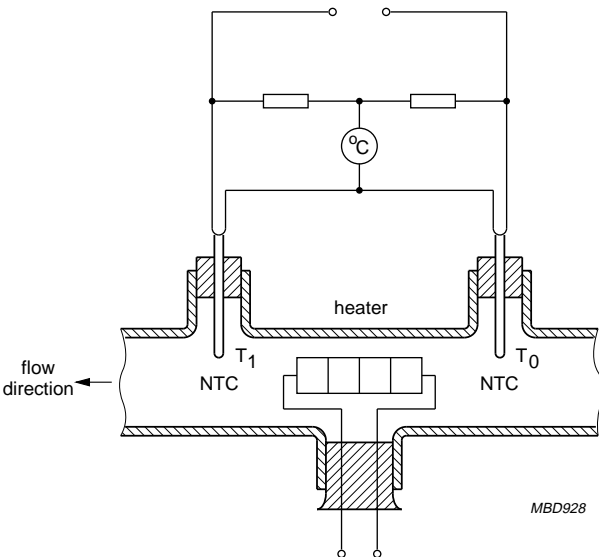 °C
heater
T1
T0
flow
direction
NTC
NTC
MBD928